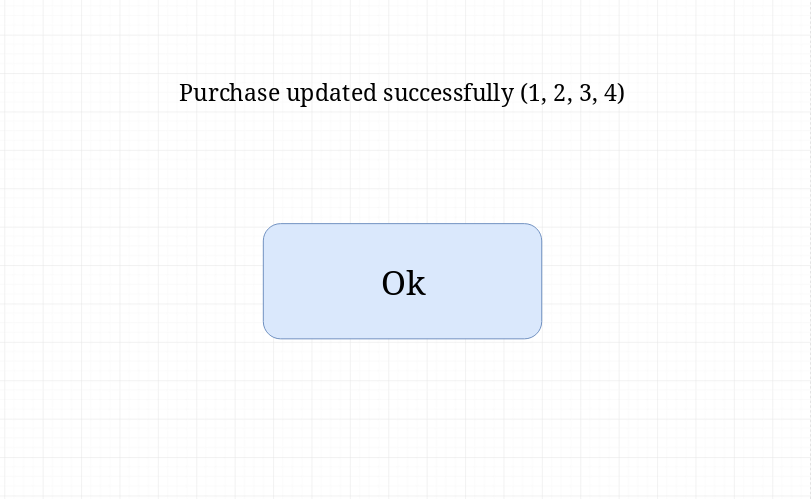 Purchase updated successfully (1, 2, 3, 4)
Ok